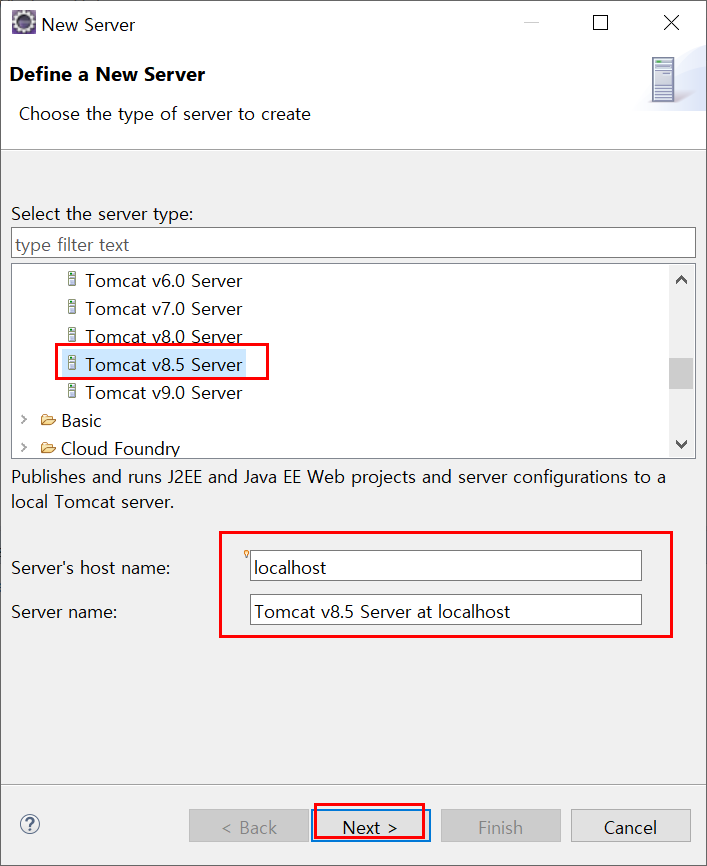 New Server
Define a New Server
Choose the type of server to create
Select the server type:
type filter text
Tomcat v6.0 Server
Tomcat v7.0 Server
Tomcat v8.0 Server
Tomcat v8.5 Server
Tomcat v9.0 Server
Basic
Cloud Foundry
Publishes and runs J2EE and Java EE Web projects and server configurations to a
local Tomcat server.
Server's host name: localhost
Server name: Tomcat v8.5 Server at localhost
? < Back Next > Finish Cancel